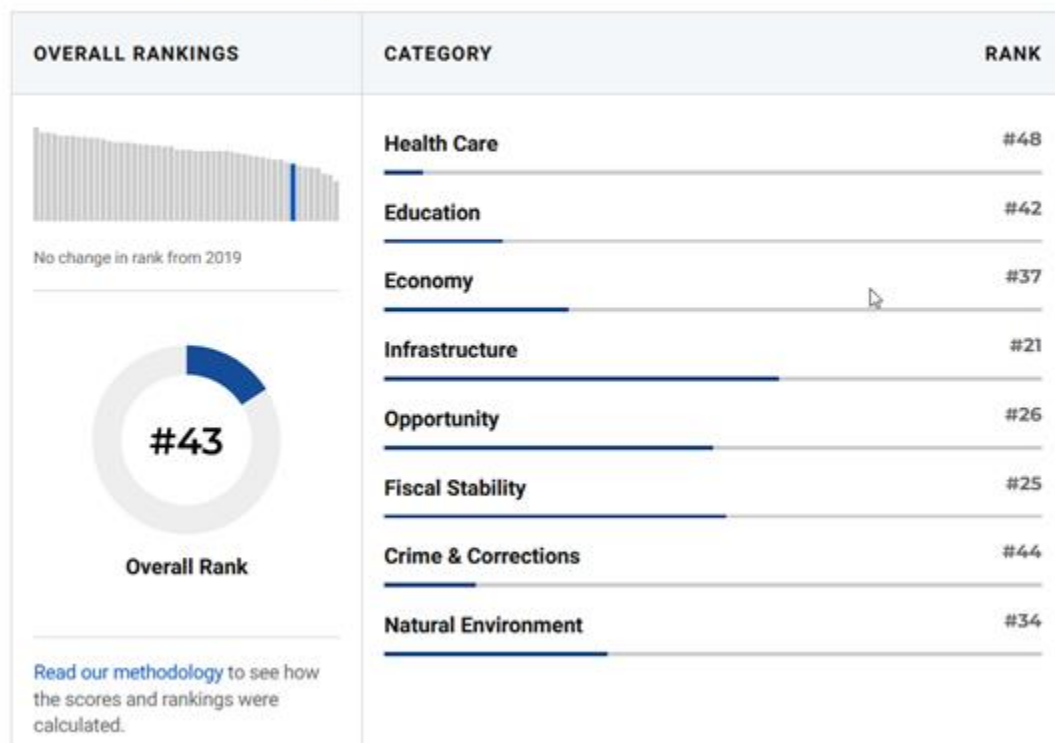 OVERALL RANKINGS
No change in rank from 2019
#43
Overall Rank
Read our methodology to see how
the scores and rankings were
calculated.
CATEGORY RANK
Health Care #48
Education #42
Economy #37
Infrastructure #21
Opportunity #26
Fiscal Stability #25
Crime & Corrections #44
Natural Environment #34